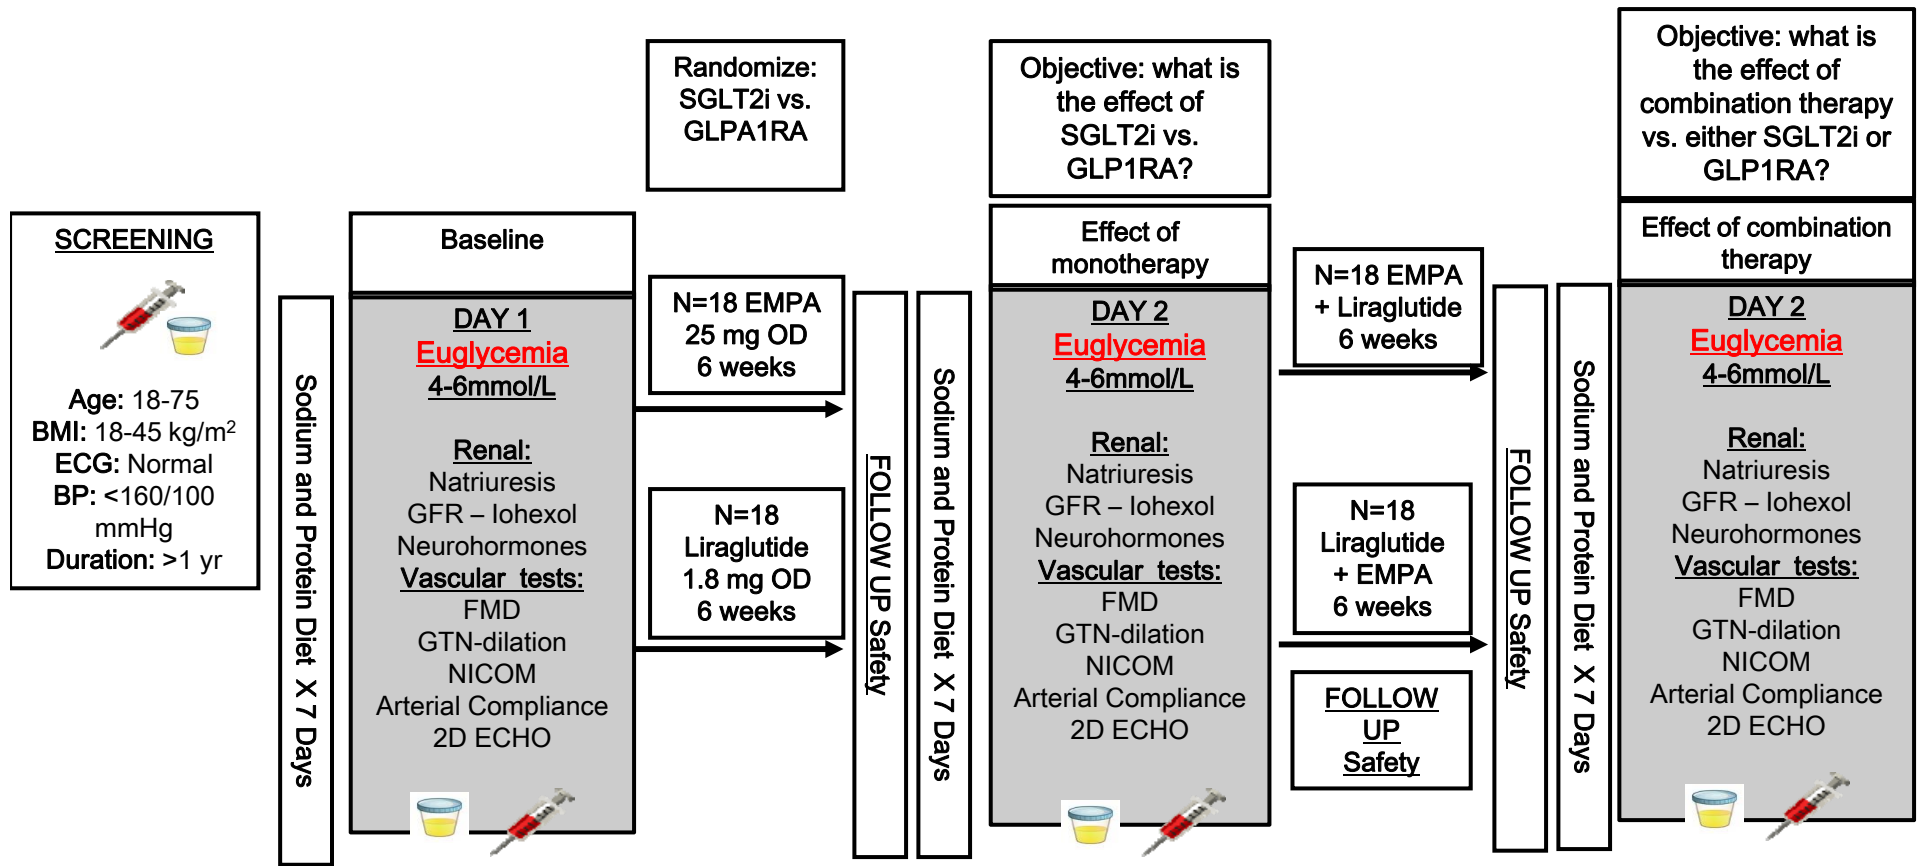 SCREENING
Age: 18-75
BMI: 18-45 kg/m²
ECG: Normal
BP: <160/100
mmHg
Duration: >1 yr
Sodium and Protein Diet X 7 Days
Baseline
DAY 1
Euglycemia
4-6mmol/L
Renal:
Natriuresis
GFR – Iohexol
Neurohormones
Vascular tests:
FMD
GTN-dilation
NICOM
Arterial Compliance
2D ECHO
Randomize:
SGLT2i vs.
GLPA1RA
N=18 EMPA
25 mg OD
6 weeks
N=18
Liraglutide
1.8 mg OD
6 weeks
FOLLOW UP Safety
Sodium and Protein Diet X 7 Days
Objective: what is
the effect of
SGLT2i vs.
GLP1RA?
Effect of
monotherapy
DAY 2
Euglycemia
4-6mmol/L
Renal:
Natriuresis
GFR – Iohexol
Neurohormones
Vascular tests:
FMD
GTN-dilation
NICOM
Arterial Compliance
2D ECHO
N=18 EMPA
+ Liraglutide
6 weeks
N=18
Liraglutide
+ EMPA
6 weeks
FOLLOW
UP
Safety
FOLLOW UP Safety
Sodium and Protein Diet X 7 Days
Objective: what is
the effect of
combination therapy
vs. either SGLT2i or
GLP1RA?
Effect of combination
therapy
DAY 2
Euglycemia
4-6mmol/L
Renal:
Natriuresis
GFR – Iohexol
Neurohormones
Vascular tests:
FMD
GTN-dilation
NICOM
Arterial Compliance
2D ECHO